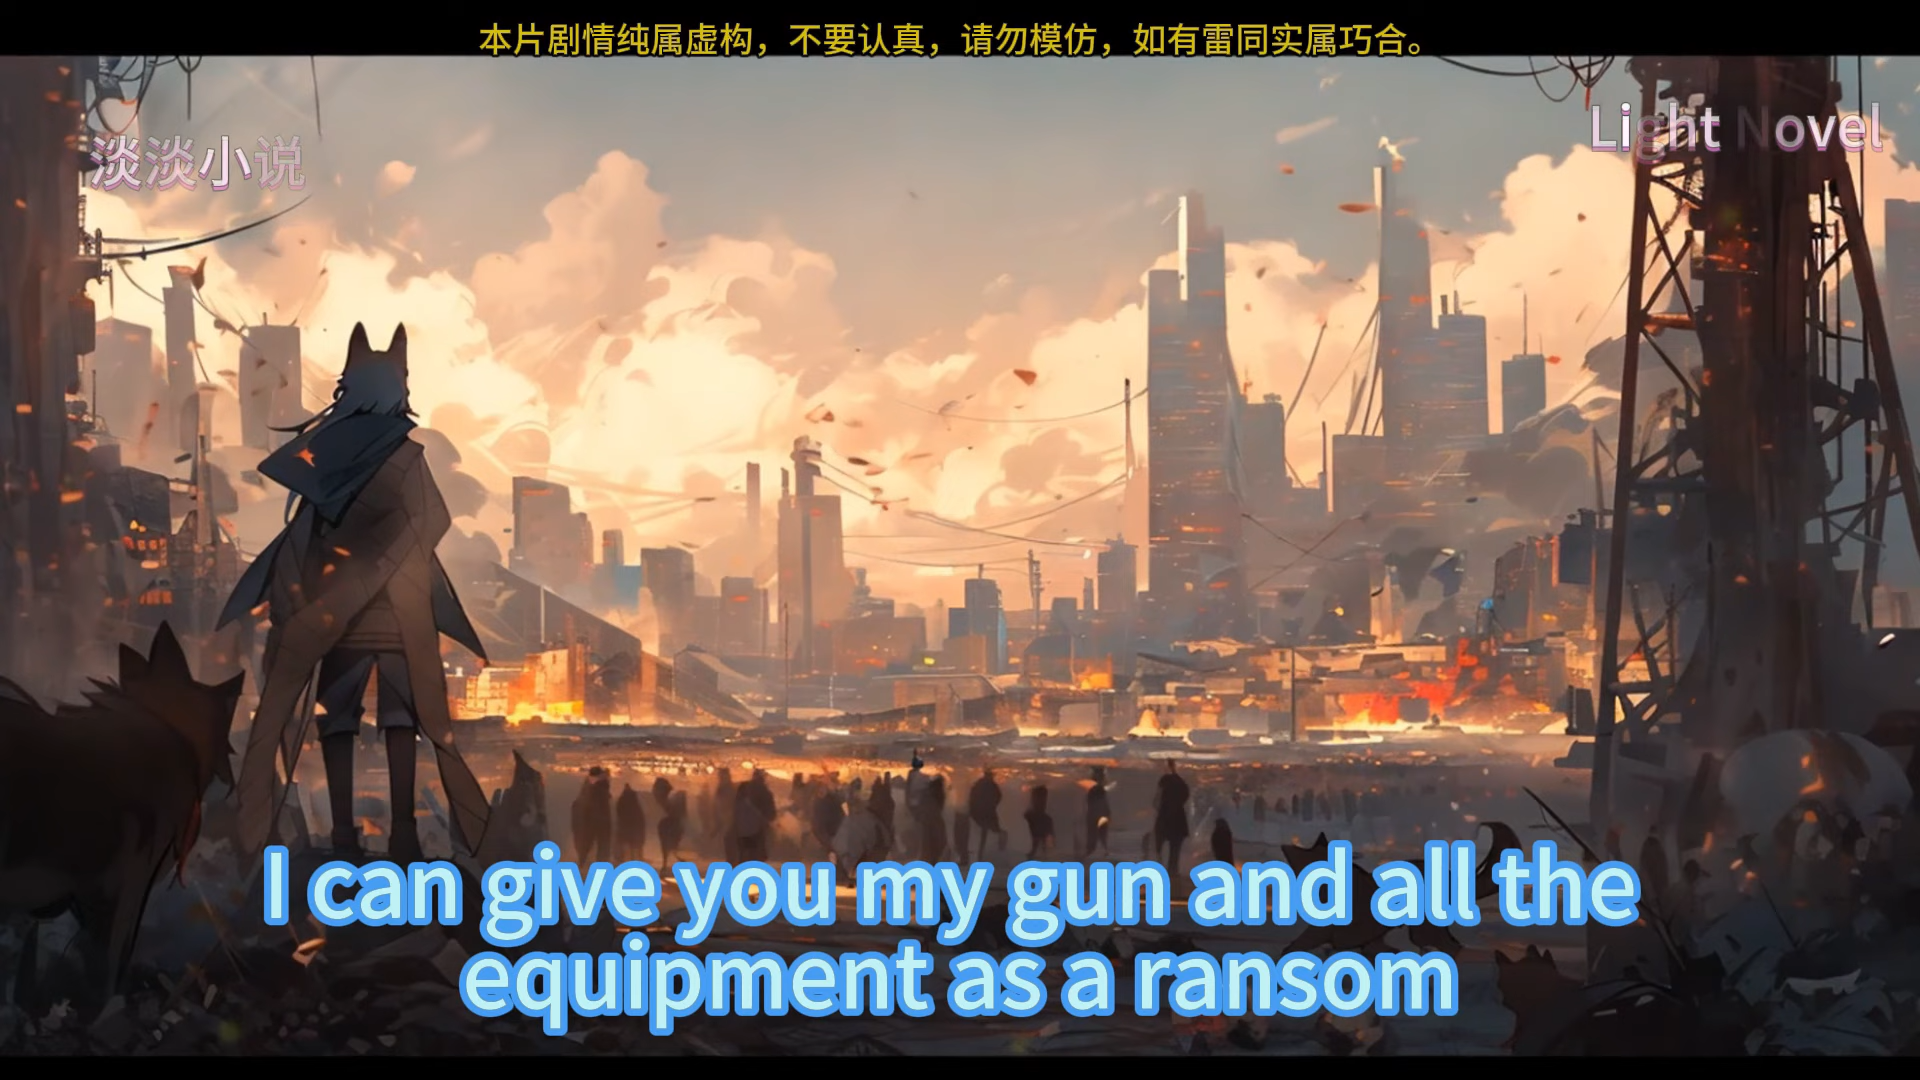 本片剧情纯属虚构，不要认真，请勿模仿，如有雷同实属巧合。
淡淡小说
Light Novel
I can give you my gun and all the
equipment as a ransom